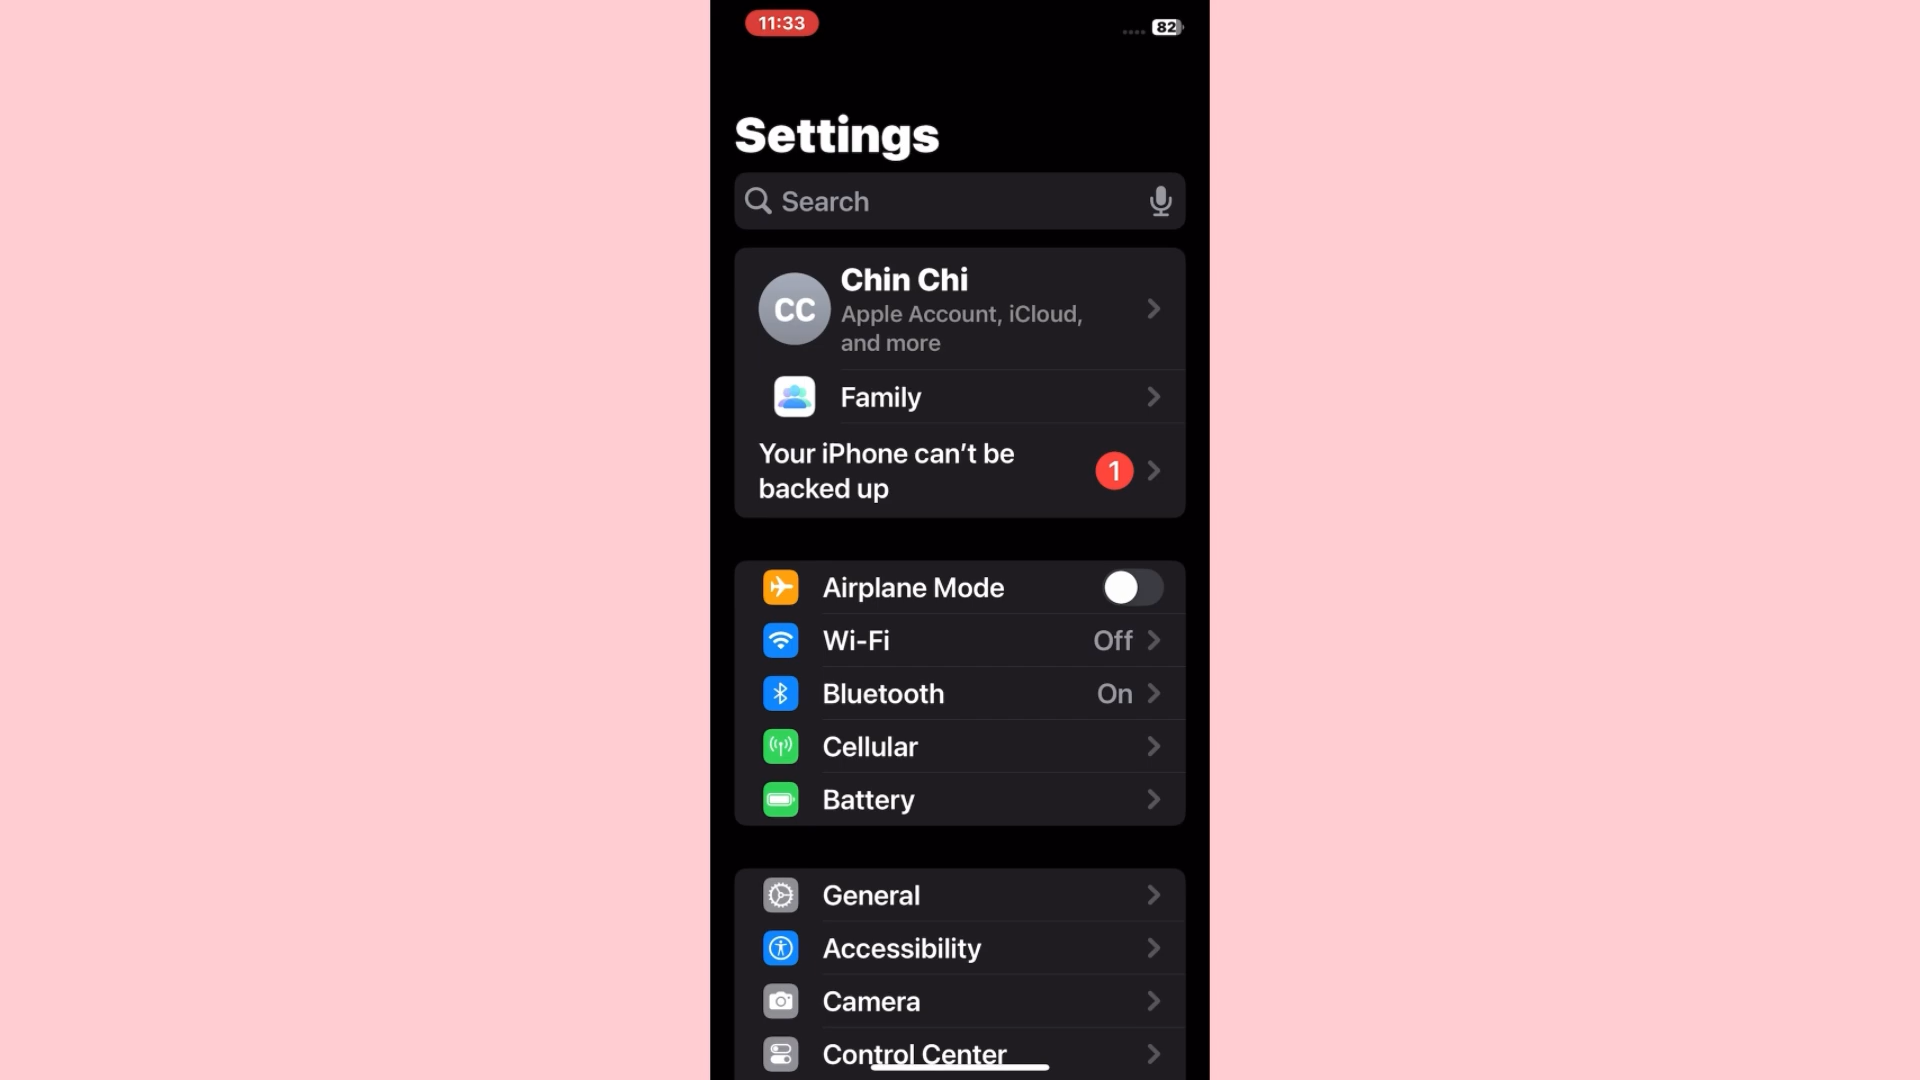 11:33
82
Settings
Search
Chin Chi
CC
Apple Account, iCloud,
and more
Family
Your iPhone can’t be
backed up
1
Airplane Mode
Wi-Fi Off
Bluetooth On
Cellular
Battery
General
Accessibility
Camera
Control Center